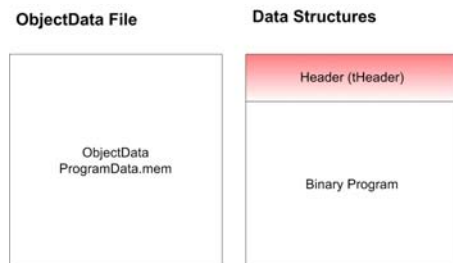 ObjectData File
Data Structures
ObjectData
ProgramData.mem
Header (tHeader)
Binary Program